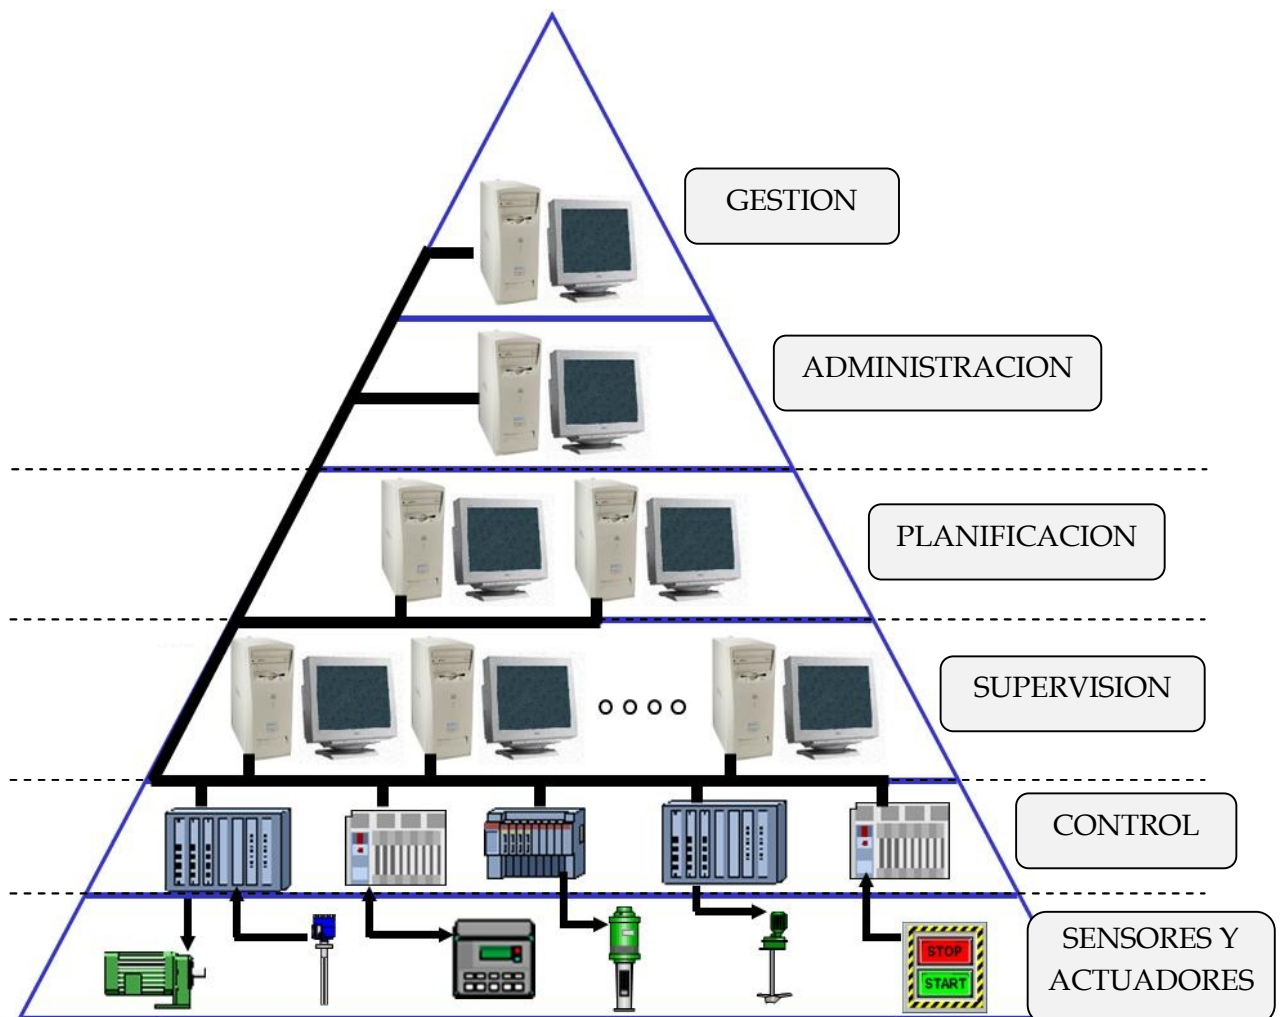 GESTION
ADMINISTRACION
PLANIFICACION
SUPERVISION
CONTROL
SENSORES Y
ACTUADORES
STOP
START